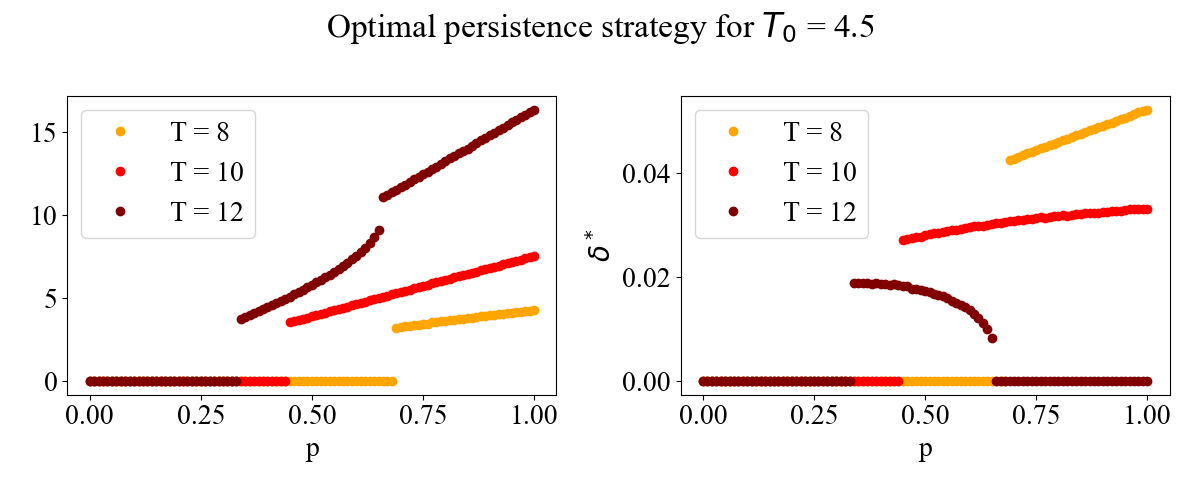 Optimal persistence strategy for T₀ = 4.5
15
10
5
0
T = 8
T = 10
T = 12
0.00 0.25 0.50 0.75 1.00
p
δ*
0.04
0.02
0.00
T = 8
T = 10
T = 12
0.00 0.25 0.50 0.75 1.00
p